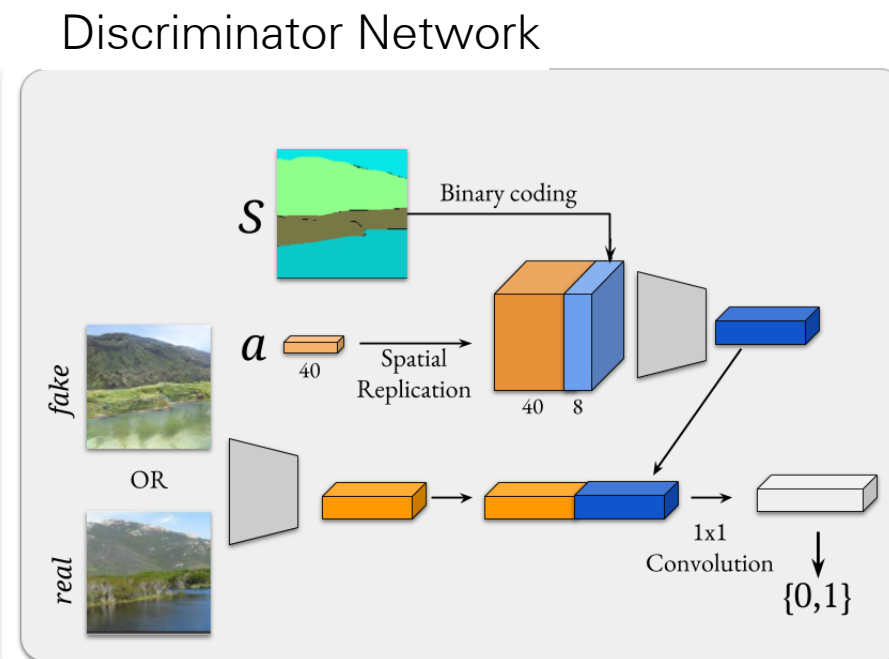 Discriminator Network
S
Binary coding
a
40
Spatial
Replication
40 8
fake
OR
real
1x1
Convolution
{0,1}